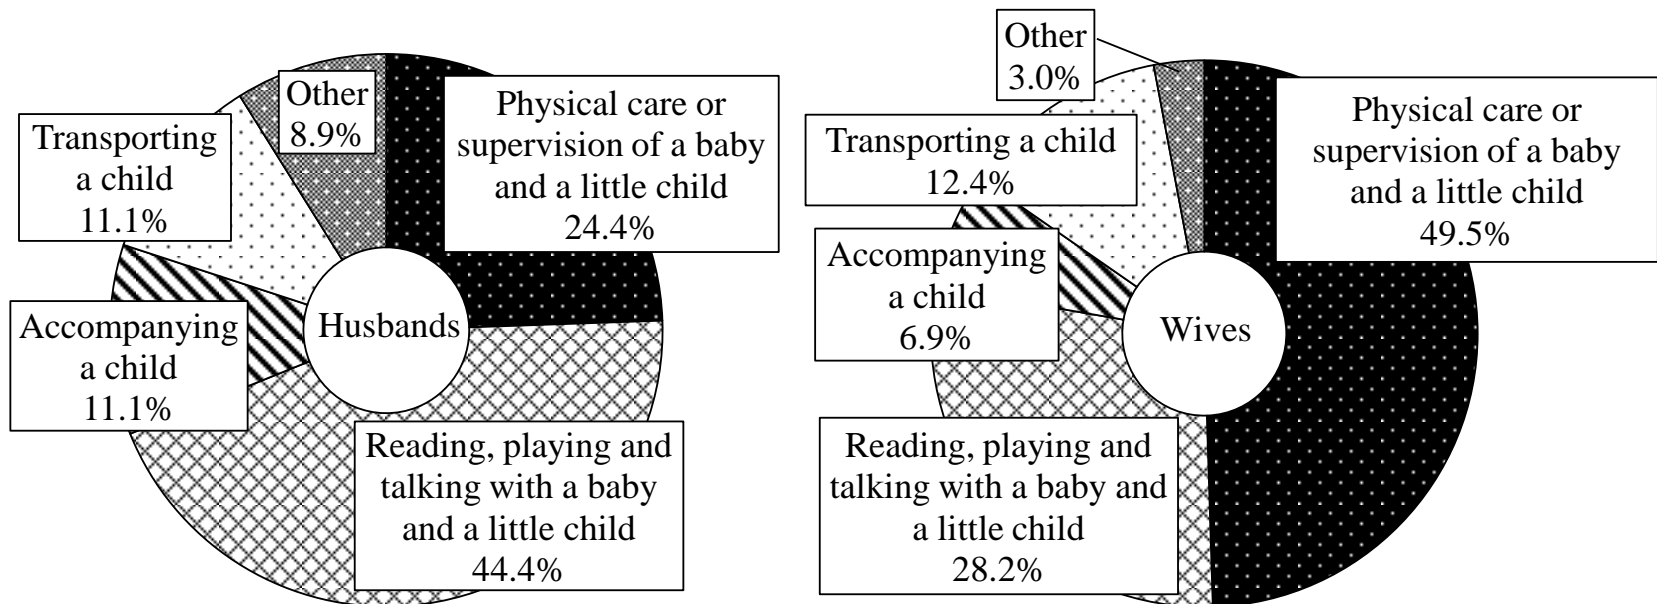 Other
8.9%
Physical care or
supervision of a baby
and a little child
24.4%
Transporting
a child
11.1%
Accompanying
a child
11.1%
Husbands
Reading, playing and
talking with a baby
and a little child
44.4%
Other
3.0%
Physical care or
supervision of a baby
and a little child
49.5%
Transporting a child
12.4%
Accompanying
a child
6.9%
Wives
Reading, playing and
talking with a baby and
a little child
28.2%